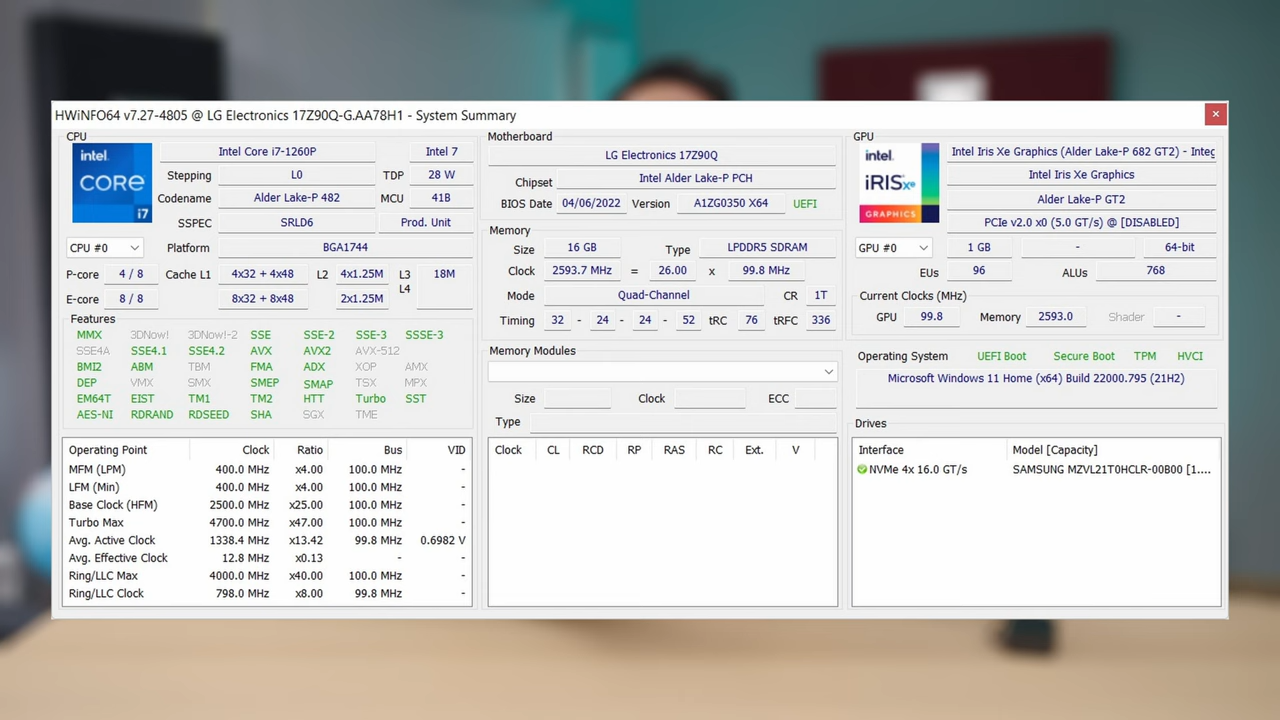 HWiNFO64 v7.27-4805 @ LG Electronics 17Z90Q-G.AA78H1 - System Summary
CPU
intel
CORE
i7
Intel Core i7-1260P
Intel 7
Stepping L0 TDP 28 W
Codename Alder Lake-P 482 MCU 41B
SSPEC SRLD6 Prod. Unit
CPU #0 Platform BGA1744
P-core 4 / 8 Cache L1 4x32 + 4x48 L2 4x1.25M L3 18M
L4
E-core 8 / 8 8x32 + 8x48 2x1.25M
Features
MMX 3DNow! 3DNow!-2 SSE SSE-2 SSE-3 SSSE-3
SSE4A SSE4.1 SSE4.2 AVX AVX2 AVX-512
BMI2 ABM TBM FMA ADX XOP AMX
DEP VMX SMX SMEP SMAP TSX MPX
EM64T EIST TM1 TM2 HTT Turbo SST
AES-NI RDRAND RDSEED SHA SGX TME
Operating Point Clock Ratio Bus VID
MFM (LPM) 400.0 MHz x4.00 100.0 MHz -
LFM (Min) 400.0 MHz x4.00 100.0 MHz -
Base Clock (HFM) 2500.0 MHz x25.00 100.0 MHz -
Turbo Max 4700.0 MHz x47.00 100.0 MHz -
Avg. Active Clock 1338.4 MHz x13.42 99.8 MHz 0.6982 V
Avg. Effective Clock 12.8 MHz x0.13 - -
Ring/LLC Max 4000.0 MHz x40.00 100.0 MHz -
Ring/LLC Clock 798.0 MHz x8.00 99.8 MHz -
Motherboard
LG Electronics 17Z90Q
Chipset Intel Alder Lake-P PCH
BIOS Date 04/06/2022 Version A1ZG0350 X64 UEFI
Memory
Size 16 GB Type LPDDR5 SDRAM
Clock 2593.7 MHz = 26.00 x 99.8 MHz
Mode Quad-Channel CR 1T
Timing 32 - 24 - 24 - 52 tRC 76 tRFC 336
Memory Modules
Size Clock ECC
Type
Clock CL RCD RP RAS RC Ext. V
GPU
intel
iRISxe
GRAPHICS
Intel Iris Xe Graphics (Alder Lake-P 682 GT2) - Integ
Intel Iris Xe Graphics
Alder Lake-P GT2
PCIe v2.0 x0 (5.0 GT/s) @ [DISABLED]
GPU #0 1 GB - 64-bit
EUs 96 ALUs 768
Current Clocks (MHz)
GPU 99.8 Memory 2593.0 Shader -
Operating System UEFI Boot Secure Boot TPM HVCI
Microsoft Windows 11 Home (x64) Build 22000.795 (21H2)
Drives
Interface Model [Capacity]
NVMe 4x 16.0 GT/s SAMSUNG MZVL21T0HCLR-00B00 [1....